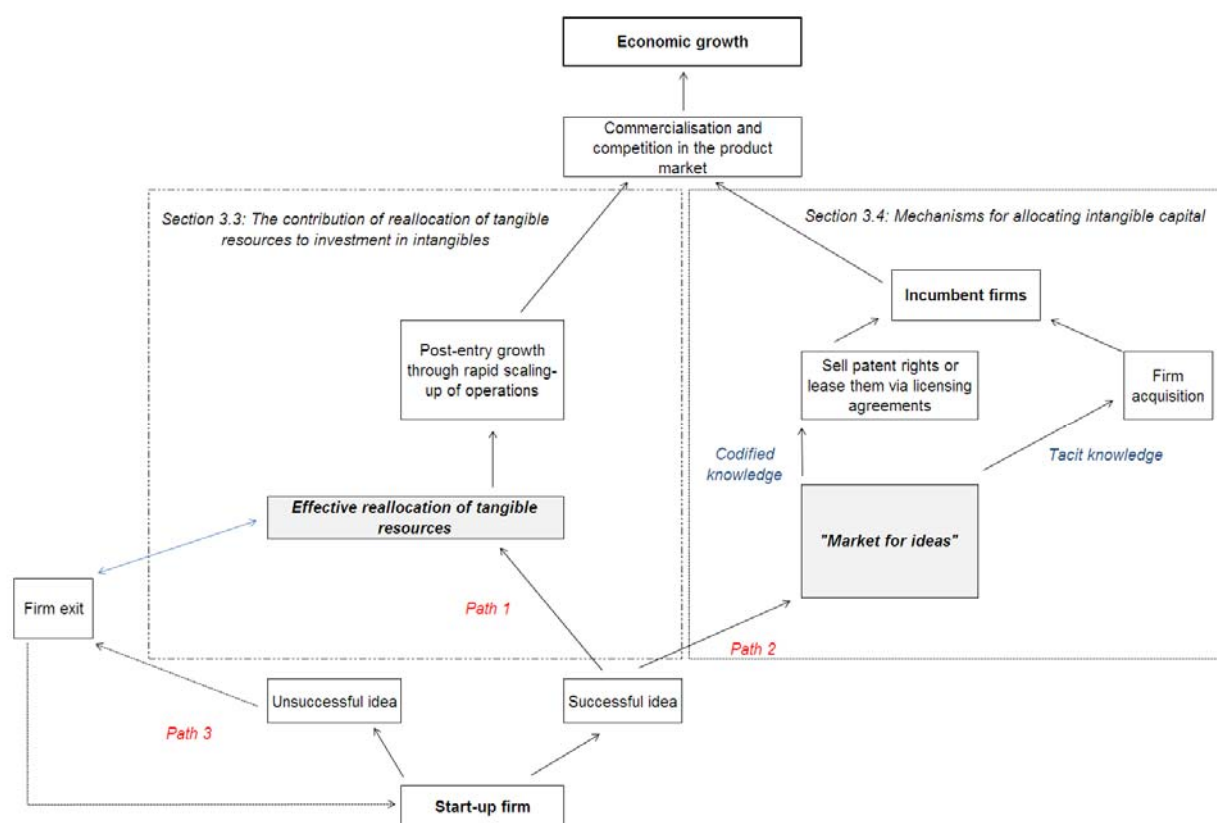 Economic growth
Commercialisation and
competition in the product
market
Section 3.3: The contribution of reallocation of tangible
resources to investment in intangibles
Section 3.4: Mechanisms for allocating intangible capital
Incumbent firms
Post-entry growth
through rapid scaling-
up of operations
Sell patent rights or
lease them via licensing
agreements
Firm
acquisition
Codified
knowledge
Tacit knowledge
Effective reallocation of tangible
resources
"Market for ideas"
Firm exit
Path 1
Path 2
Unsuccessful idea
Successful idea
Path 3
Start-up firm